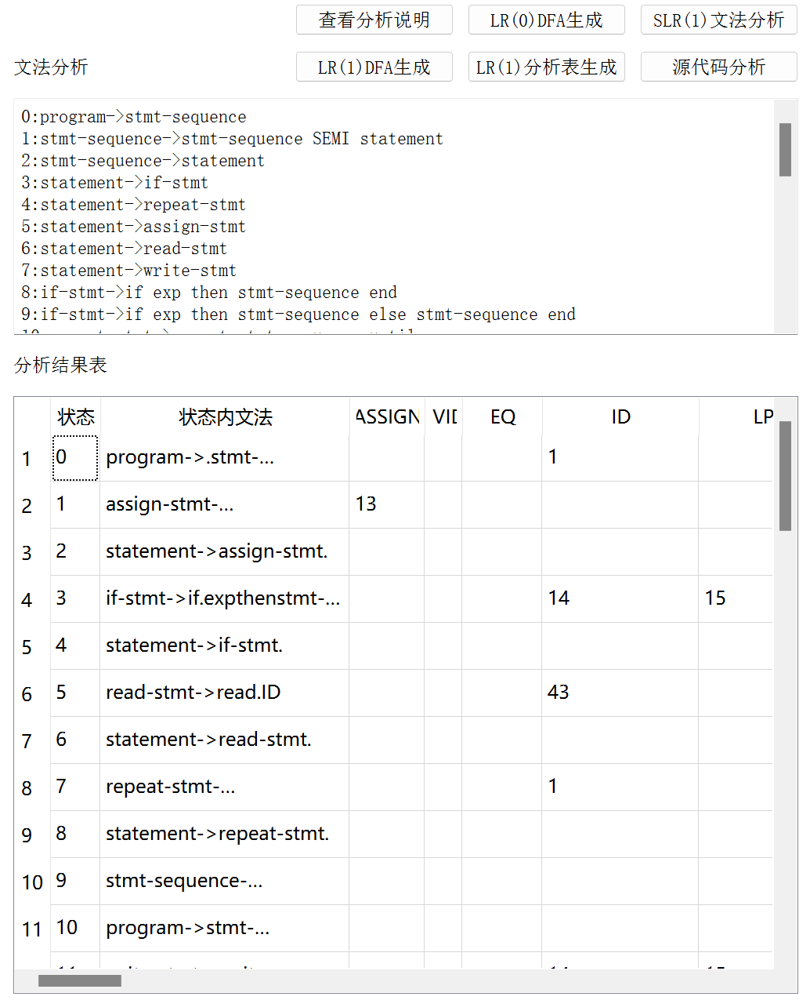 查看分析说明 LR(0)DFA生成 SLR(1)文法分析
文法分析 LR(1)DFA生成 LR(1)分析表生成 源代码分析
0:program->stmt-sequence
1:stmt-sequence->stmt-sequence SEMI statement
2:stmt-sequence->statement
3:statement->if-stmt
4:statement->repeat-stmt
5:statement->assign-stmt
6:statement->read-stmt
7:statement->write-stmt
8:if-stmt->if exp then stmt-sequence end
9:if-stmt->if exp then stmt-sequence else stmt-sequence end
分析结果表
状态 状态内文法 ASSIGN EQ ID LP
1 0 program->.stmt-... 1
2 1 assign-stmt-... 13
3 2 statement->assign-stmt.
4 3 if-stmt->if.expthenstmt-... 14 15
5 4 statement->if-stmt.
6 5 read-stmt->read.ID 43
7 6 statement->read-stmt.
8 7 repeat-stmt-... 1
9 8 statement->repeat-stmt.
10 9 stmt-sequence-...
11 10 program->stmt-...